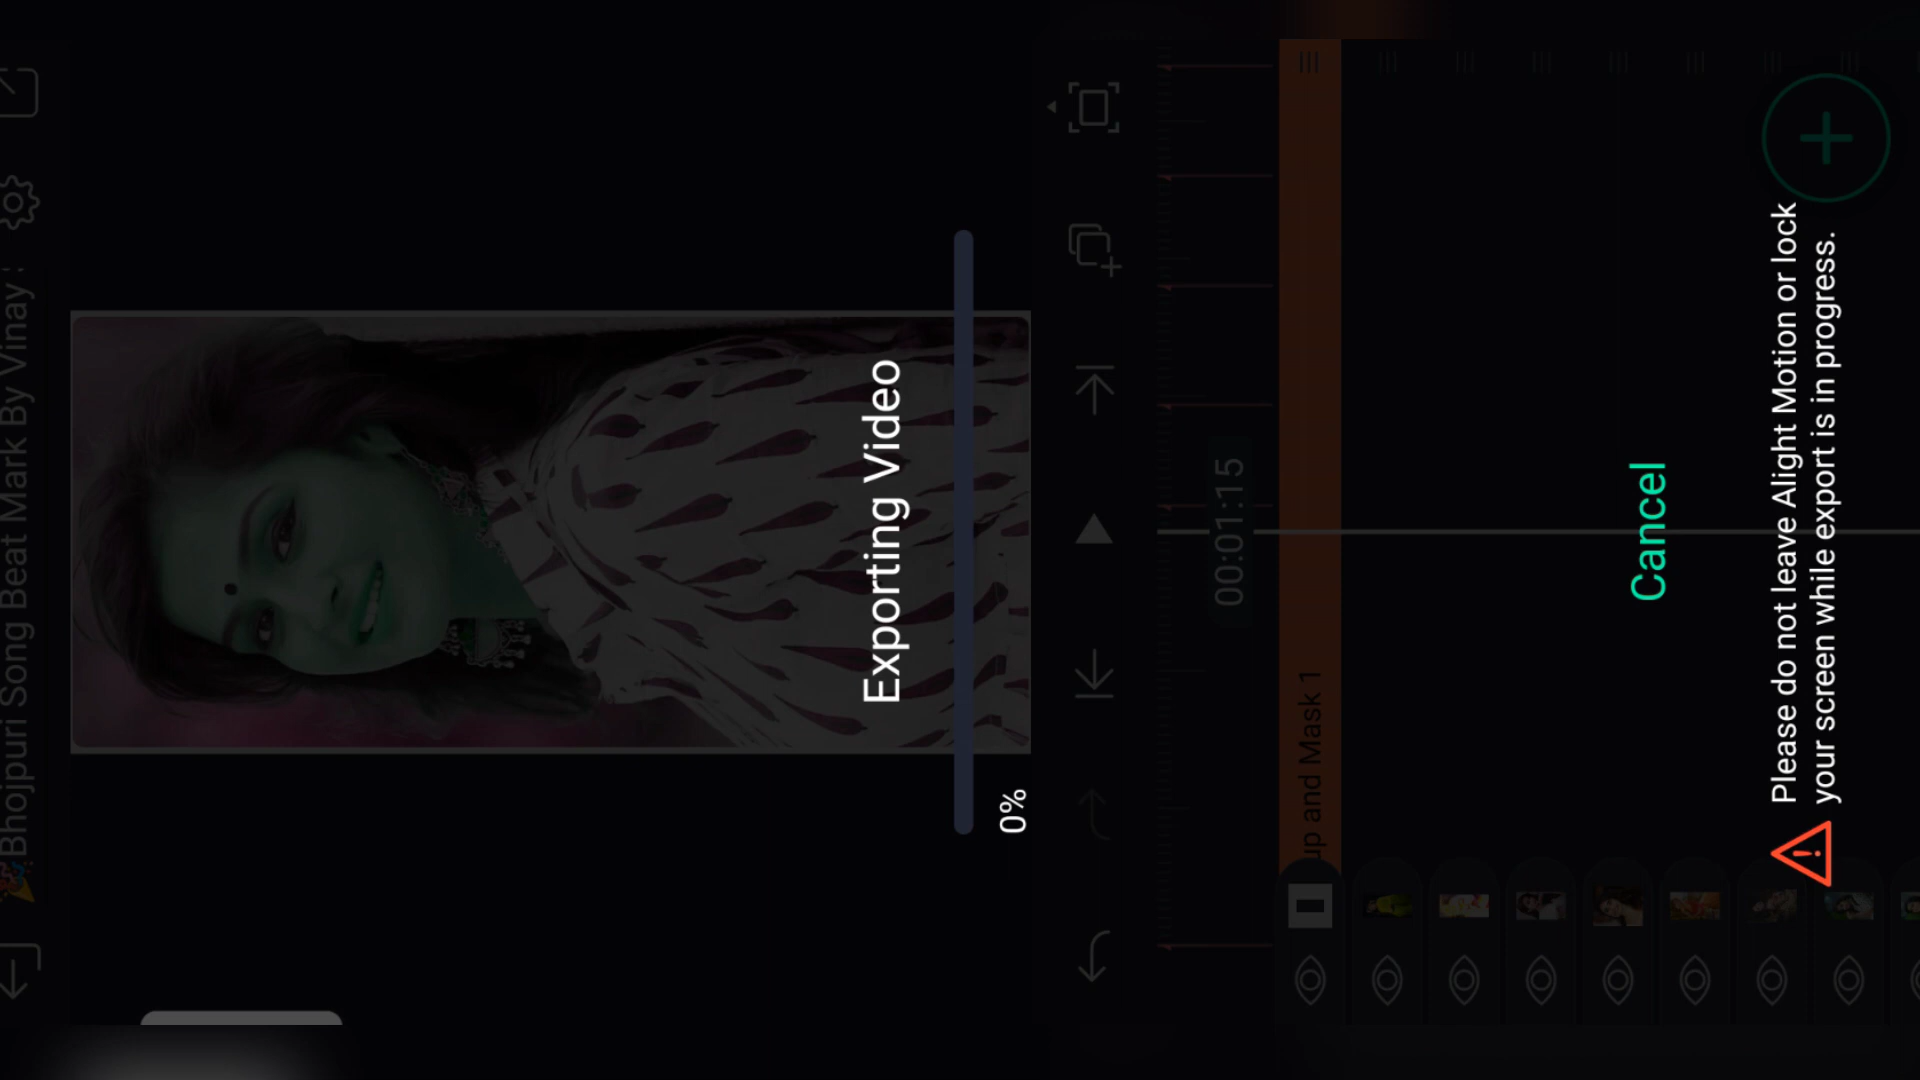 🎉Bhojpuri Song Beat Mark By Vinay
Exporting Video
0%
00:01:15
up and Mask 1
Cancel
Please do not leave Alight Motion or lock
your screen while export is in progress.